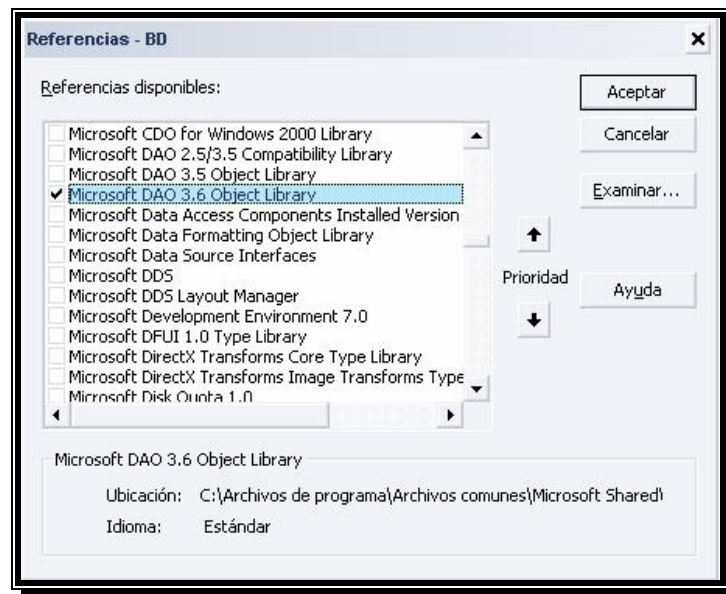 Referencias - BD
Referencias disponibles:
Microsoft CDO for Windows 2000 Library
Microsoft DAO 2.5/3.5 Compatibility Library
Microsoft DAO 3.5 Object Library
Microsoft DAO 3.6 Object Library
Microsoft Data Access Components Installed Version
Microsoft Data Formatting Object Library
Microsoft Data Source Interfaces
Microsoft DDS
Microsoft DDS Layout Manager
Microsoft Development Environment 7.0
Microsoft DFUI 1.0 Type Library
Microsoft DirectX Transforms Core Type Library
Microsoft DirectX Transforms Image Transforms Type
Microsoft Disk Quota 1.0
Prioridad
Aceptar
Cancelar
Examinar...
Ayuda
Microsoft DAO 3.6 Object Library
Ubicación: C:\Archivos de programa\Archivos comunes\Microsoft Shared\
Idioma: Estándar